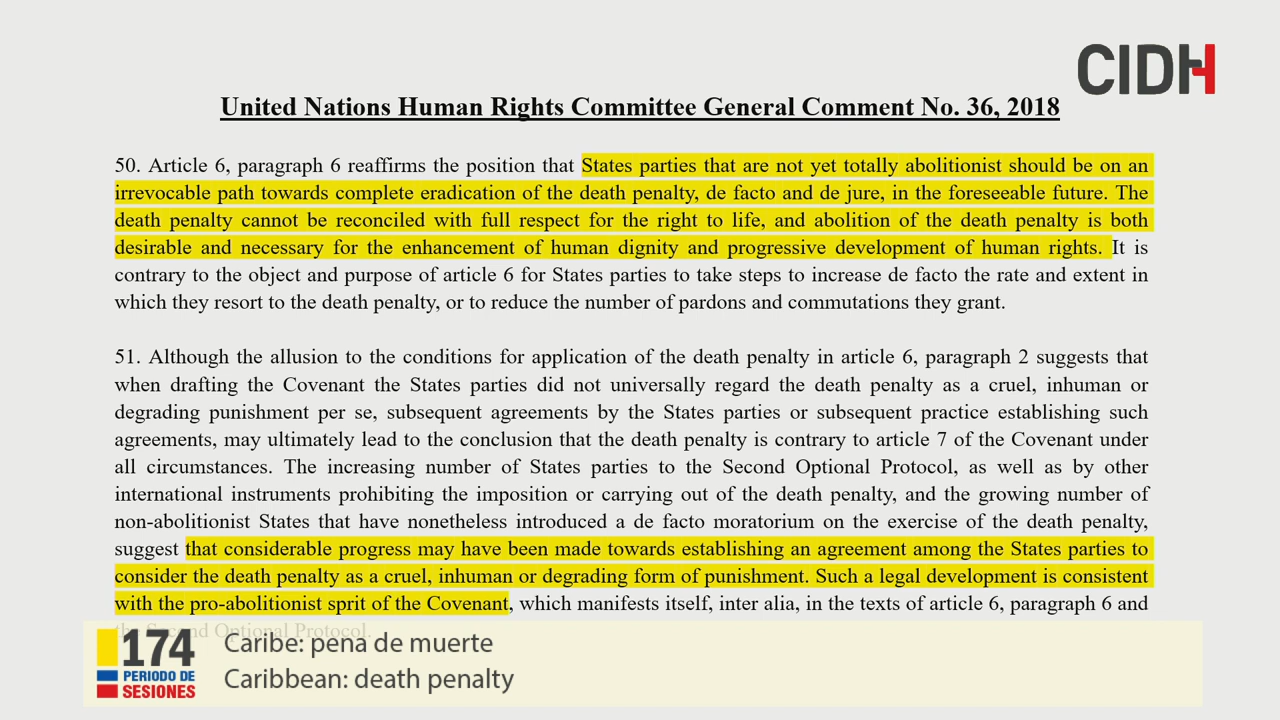 CIDH
United Nations Human Rights Committee General Comment No. 36, 2018
50. Article 6, paragraph 6 reaffirms the position that States parties that are not yet totally abolitionist should be on an
irrevocable path towards complete eradication of the death penalty, de facto and de jure, in the foreseeable future. The
death penalty cannot be reconciled with full respect for the right to life, and abolition of the death penalty is both
desirable and necessary for the enhancement of human dignity and progressive development of human rights. It is
contrary to the object and purpose of article 6 for States parties to take steps to increase de facto the rate and extent in
which they resort to the death penalty, or to reduce the number of pardons and commutations they grant.
51. Although the allusion to the conditions for application of the death penalty in article 6, paragraph 2 suggests that
when drafting the Covenant the States parties did not universally regard the death penalty as a cruel, inhuman or
degrading punishment per se, subsequent agreements by the States parties or subsequent practice establishing such
agreements, may ultimately lead to the conclusion that the death penalty is contrary to article 7 of the Covenant under
all circumstances. The increasing number of States parties to the Second Optional Protocol, as well as by other
international instruments prohibiting the imposition or carrying out of the death penalty, and the growing number of
non-abolitionist States that have nonetheless introduced a de facto moratorium on the exercise of the death penalty,
suggest that considerable progress may have been made towards establishing an agreement among the States parties to
consider the death penalty as a cruel, inhuman or degrading form of punishment. Such a legal development is consistent
with the pro-abolitionist sprit of the Covenant, which manifests itself, inter alia, in the texts of article 6, paragraph 6 and
the Second Optional Protocol.
174
PERIODO DE
SESIONES
Caribe: pena de muerte
Caribbean: death penalty